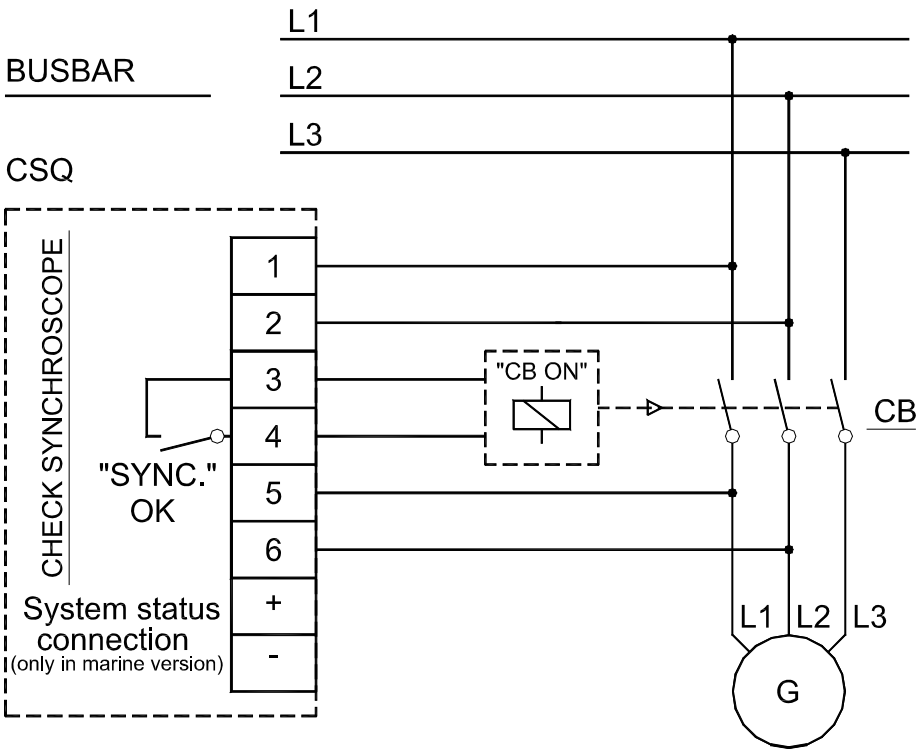 L1
BUSBAR
L2
L3
CSQ
CHECK SYNCHROSCOPE
1
2
3
"CB ON"
4
CB
"SYNC."
OK
5
6
System status
connection
(only in marine version)
+
-
L1 L2 L3
G